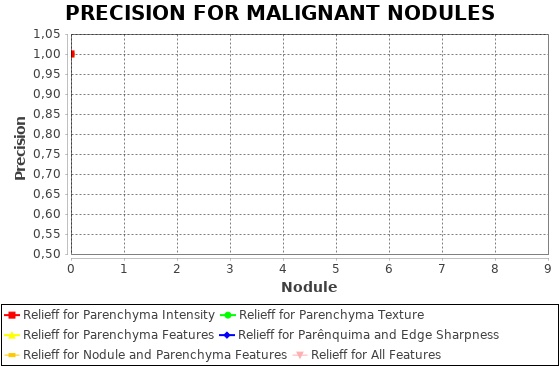 PRECISION FOR MALIGNANT NODULES
1,05
1,00
0,95
0,90
0,85
0,80
0,75
0,70
0,65
0,60
0,55
0,50
Precision
0 1 2 3 4 5 6 7 8 9
Nodule
Relieff for Parenchyma Intensity Relieff for Parenchyma Texture
Relieff for Parenchyma Features Relieff for Parênquima and Edge Sharpness
Relieff for Nodule and Parenchyma Features Relieff for All Features